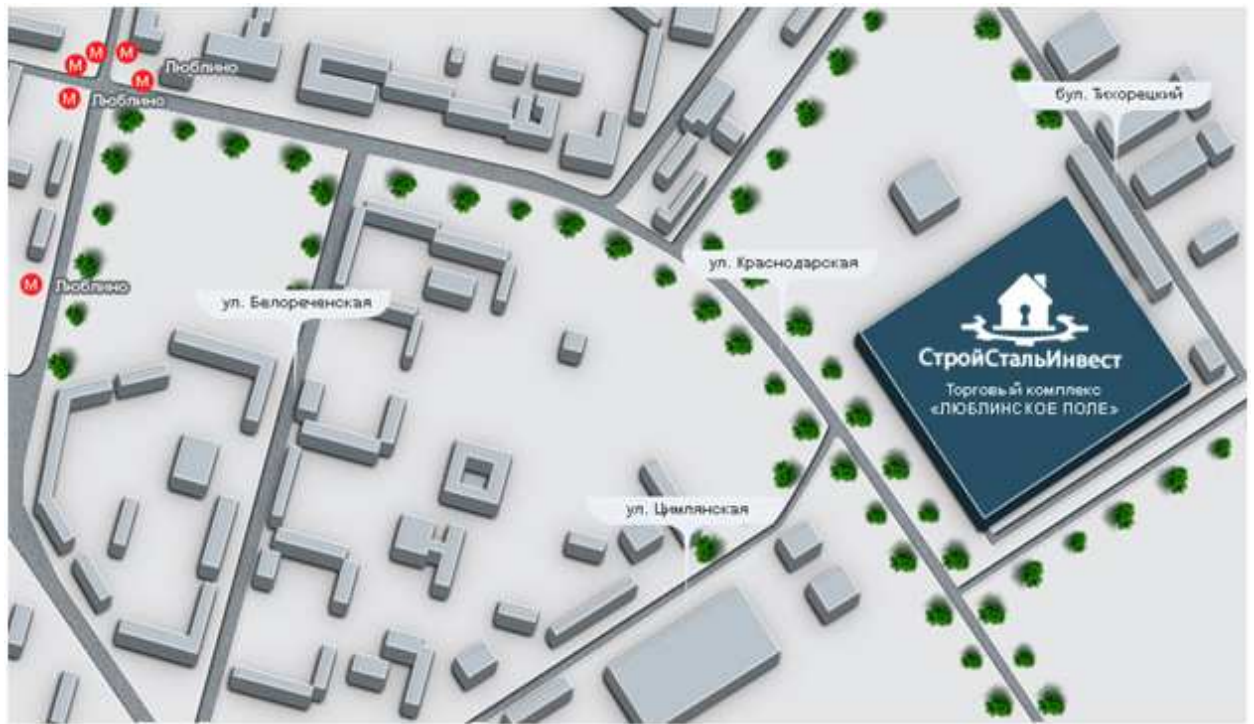 М
М
М
Люблино
М
М
Люблино
бул. Тихорецкий
ул. Краснодарская
М
Люблино
ул. Белореченская
СтройСтальИнвест
Торговый комплекс
«ЛЮБЛИНСКОЕ ПОЛЕ»
ул. Цимлянская